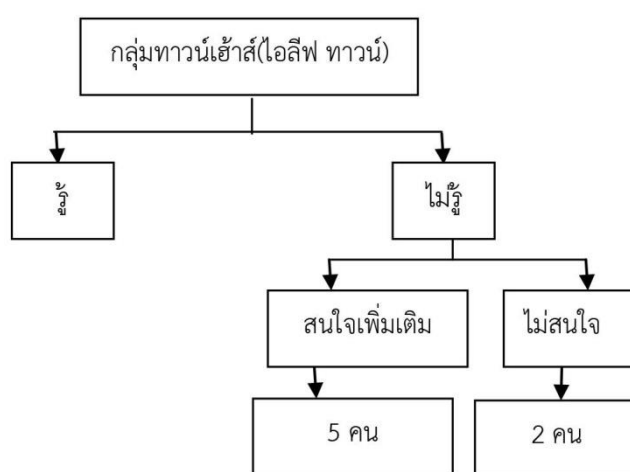 กลุ่มทาวน์เฮ้าส์(ไอลีฟ ทาวน์)
รู้
ไม่รู้
สนใจเพิ่มเติม
ไม่สนใจ
5 คน
2 คน